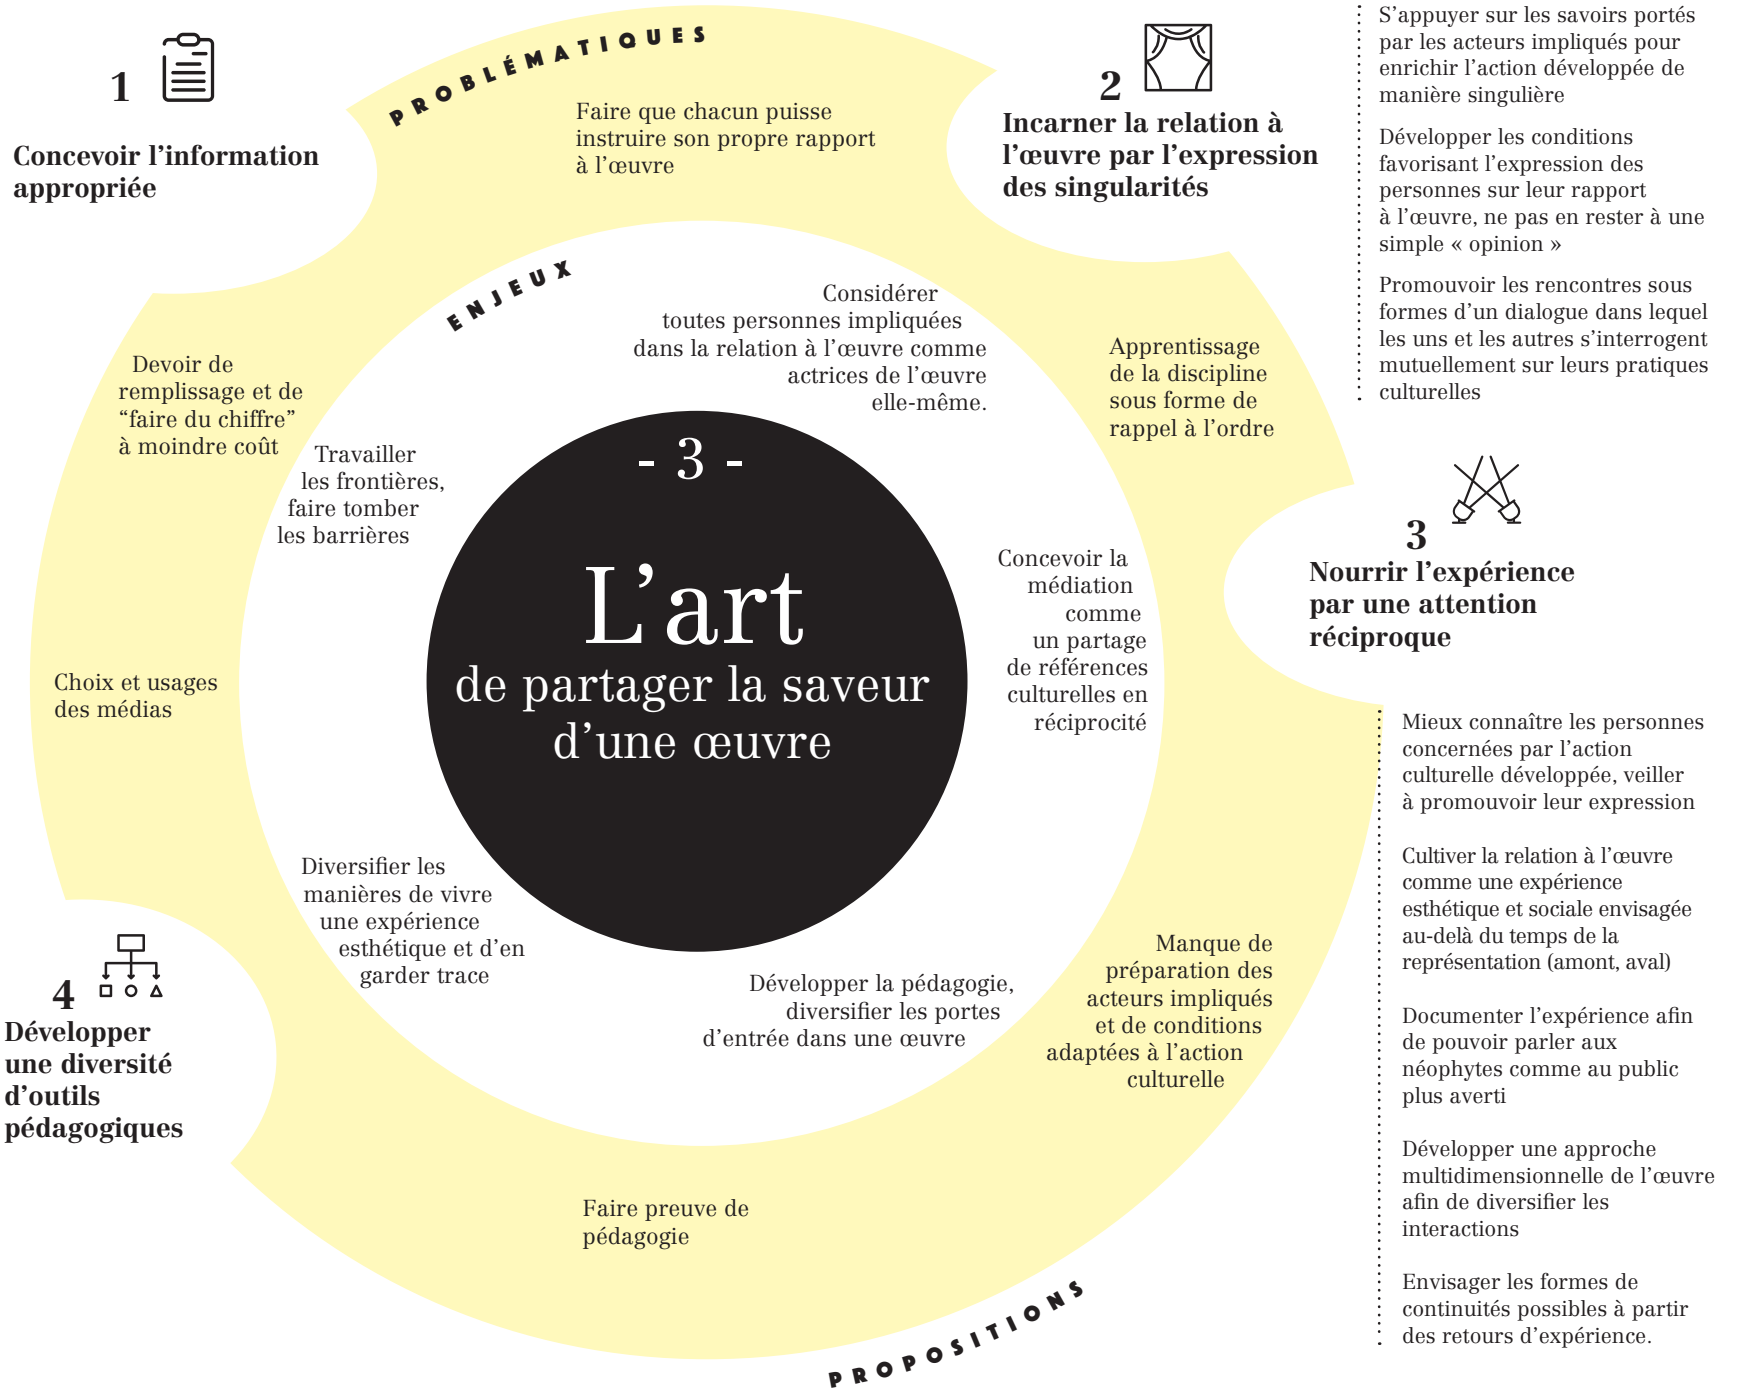 PROBLÉMATIQUES
1
Concevoir l’information
appropriée
Faire que chacun puisse
instruire son propre rapport
à l’œuvre
2
Incarner la relation à
l’œuvre par l’expression
des singularités
S’appuyer sur les savoirs portés
par les acteurs impliqués pour
enrichir l’action développée de
manière singulière
Développer les conditions
favorisant l’expression des
personnes sur leur rapport
à l’œuvre, ne pas en rester à une
simple « opinion »
Promouvoir les rencontres sous
formes d’un dialogue dans lequel
les uns et les autres s’interrogent
mutuellement sur leurs pratiques
culturelles
ENJEUX
Considérer
toutes personnes impliquées
dans la relation à l’œuvre comme
actrices de l’œuvre
elle-même.
Apprentissage
de la discipline
sous forme de
rappel à l’ordre
Devoir de
remplissage et de
“faire du chiffre”
à moindre coût
Travailler
les frontières,
faire tomber
les barrières
- 3 -
L’art
de partager la saveur
d’une œuvre
Concevoir la
médiation
comme
un partage
de références
culturelles en
réciprocité
3
Nourrir l’expérience
par une attention
réciproque
Mieux connaître les personnes
concernées par l’action
culturelle développée, veiller
à promouvoir leur expression
Cultiver la relation à l’œuvre
comme une expérience
esthétique et sociale envisagée
au-delà du temps de la
représentation (amont, aval)
Documenter l’expérience afin
de pouvoir parler aux
néophytes comme au public
plus averti
Développer une approche
multidimensionnelle de l’œuvre
afin de diversifier les
interactions
Envisager les formes de
continuités possibles à partir
des retours d’expérience.
Choix et usages
des médias
Diversifier les
manières de vivre
une expérience
esthétique et d’en
garder trace
Développer la pédagogie,
diversifier les portes
d’entrée dans une œuvre
Manque de
préparation des
acteurs impliqués
et de conditions
adaptées à l’action
culturelle
4
Développer
une diversité
d’outils
pédagogiques
Faire preuve de
pédagogie
PROPOSITIONS